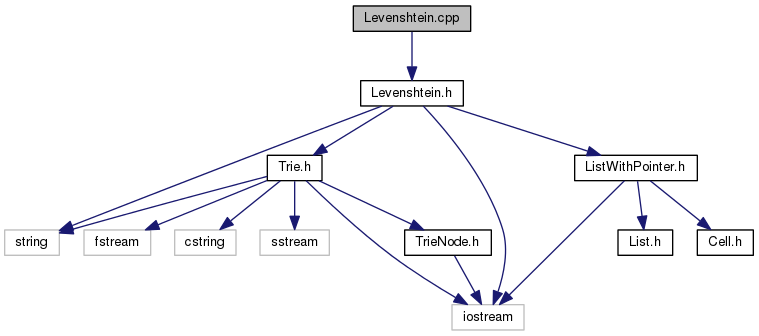 Levenshtein.cpp
Levenshtein.h
Trie.h
ListWithPointer.h
string
fstream
cstring
sstream
TrieNode.h
List.h
Cell.h
iostream